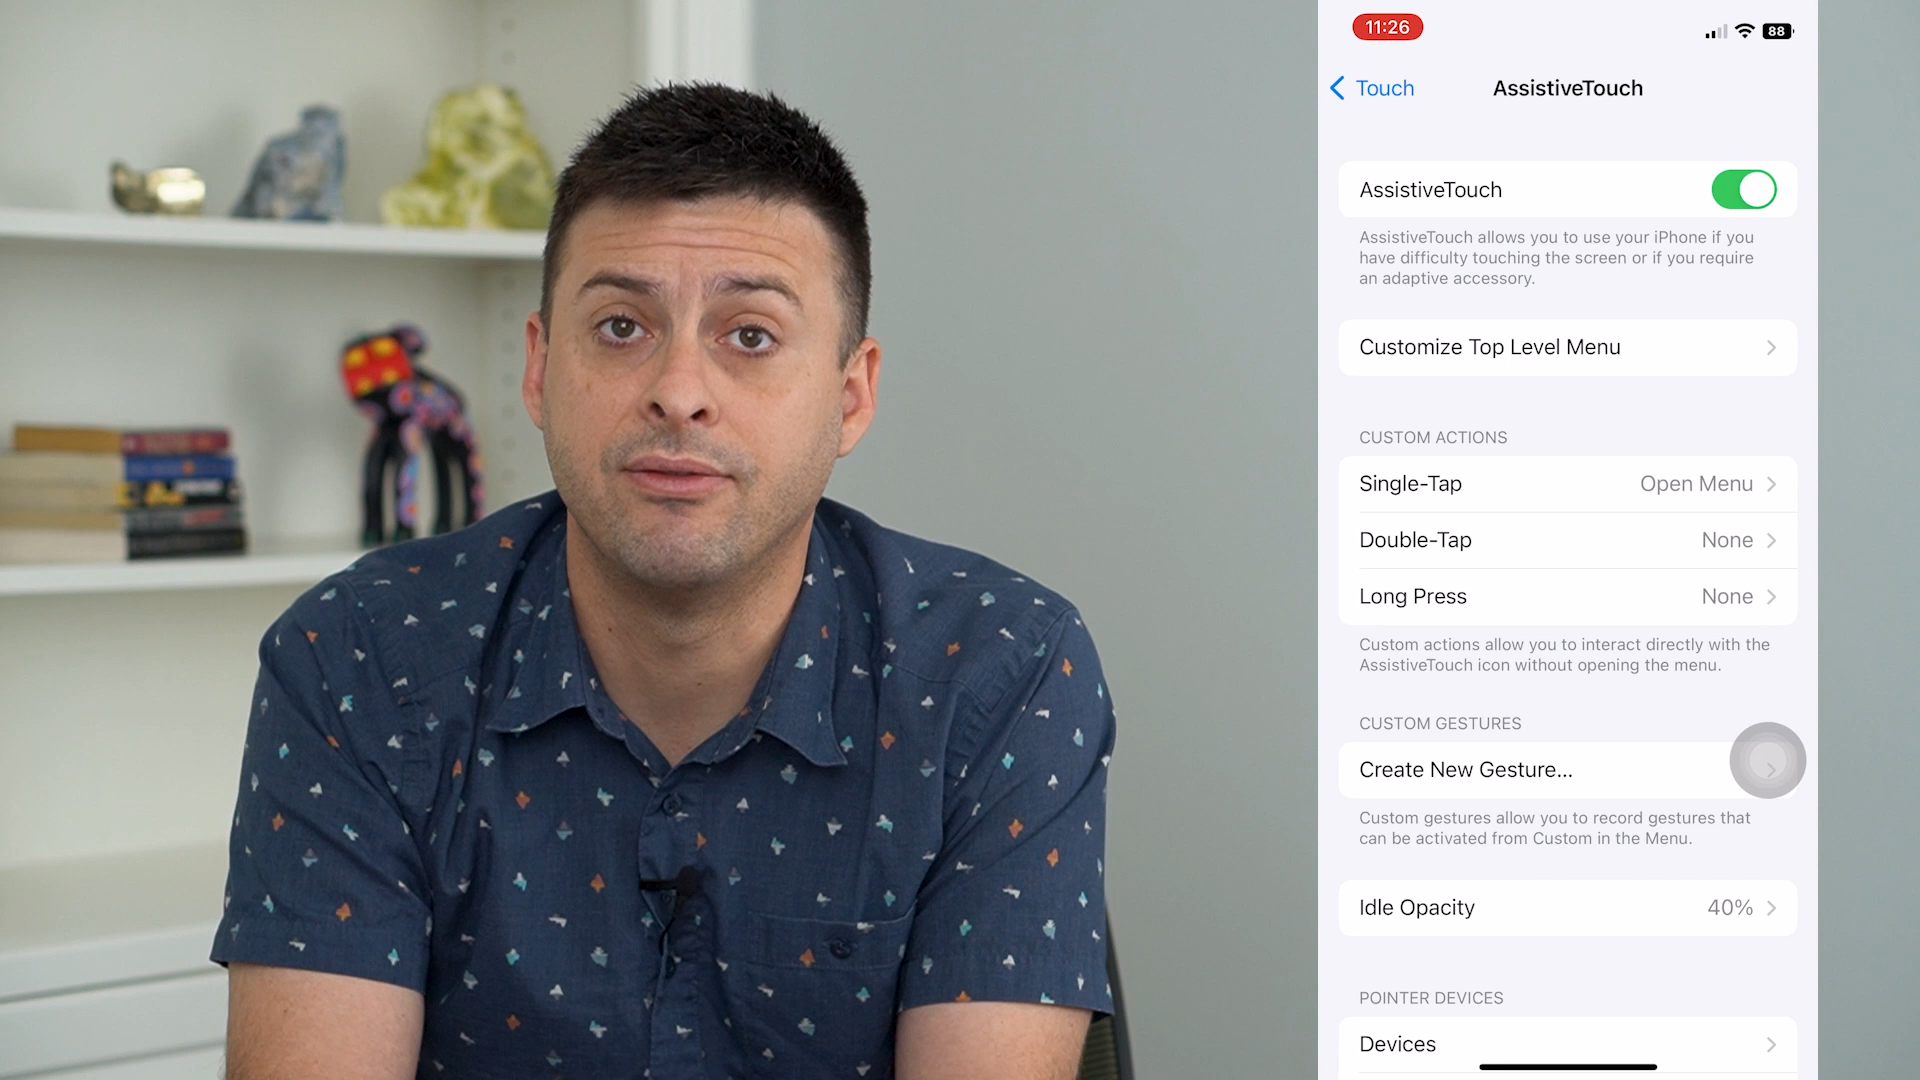 11:26
88
Touch
AssistiveTouch
AssistiveTouch
AssistiveTouch allows you to use your iPhone if you
have difficulty touching the screen or if you require
an adaptive accessory.
Customize Top Level Menu
CUSTOM ACTIONS
Single-Tap Open Menu
Double-Tap None
Long Press None
Custom actions allow you to interact directly with the
AssistiveTouch icon without opening the menu.
CUSTOM GESTURES
Create New Gesture...
Custom gestures allow you to record gestures that
can be activated from Custom in the Menu.
Idle Opacity 40%
POINTER DEVICES
Devices